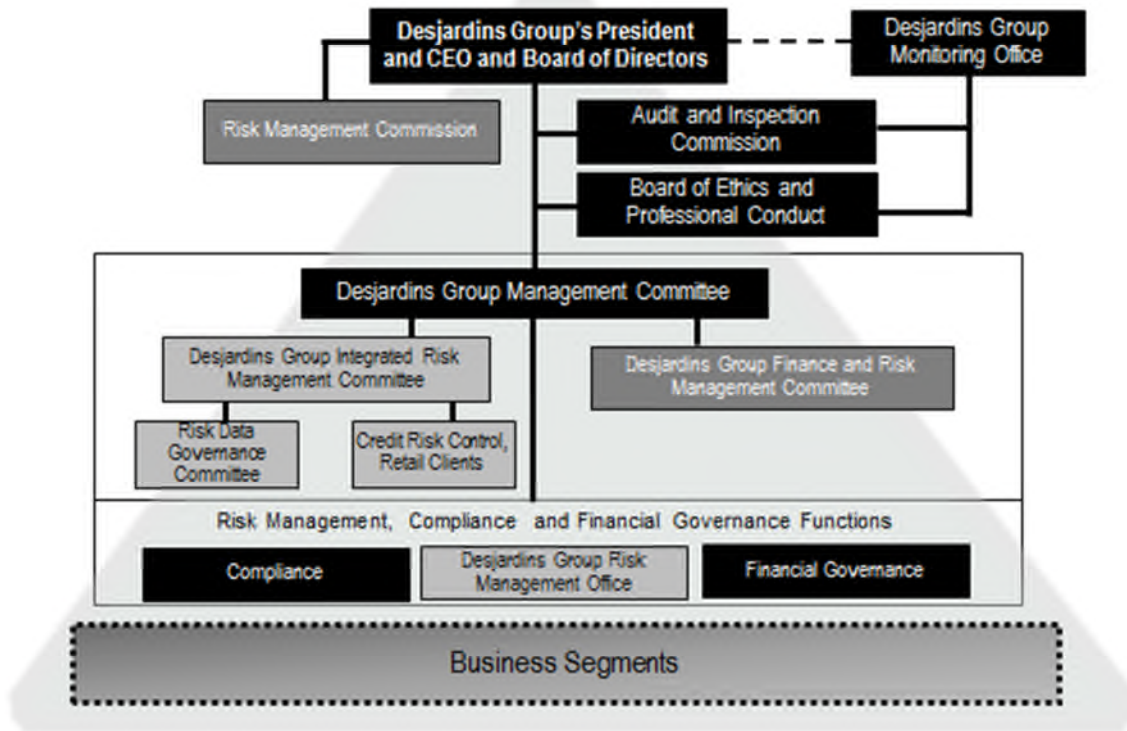 Desjardins Group's President
and CEO and Board of Directors
Desjardins Group
Monitoring Office
Risk Management Commission
Audit and Inspection
Commission
Board of Ethics and
Professional Conduct
Desjardins Group Management Committee
Desjardins Group Integrated Risk
Management Committee
Desjardins Group Finance and Risk
Management Committee
Risk Data
Governance
Committee
Credit Risk Control,
Retail Clients
Risk Management, Compliance and Financial Governance Functions
Compliance
Desjardins Group Risk
Management Office
Financial Governance
Business Segments